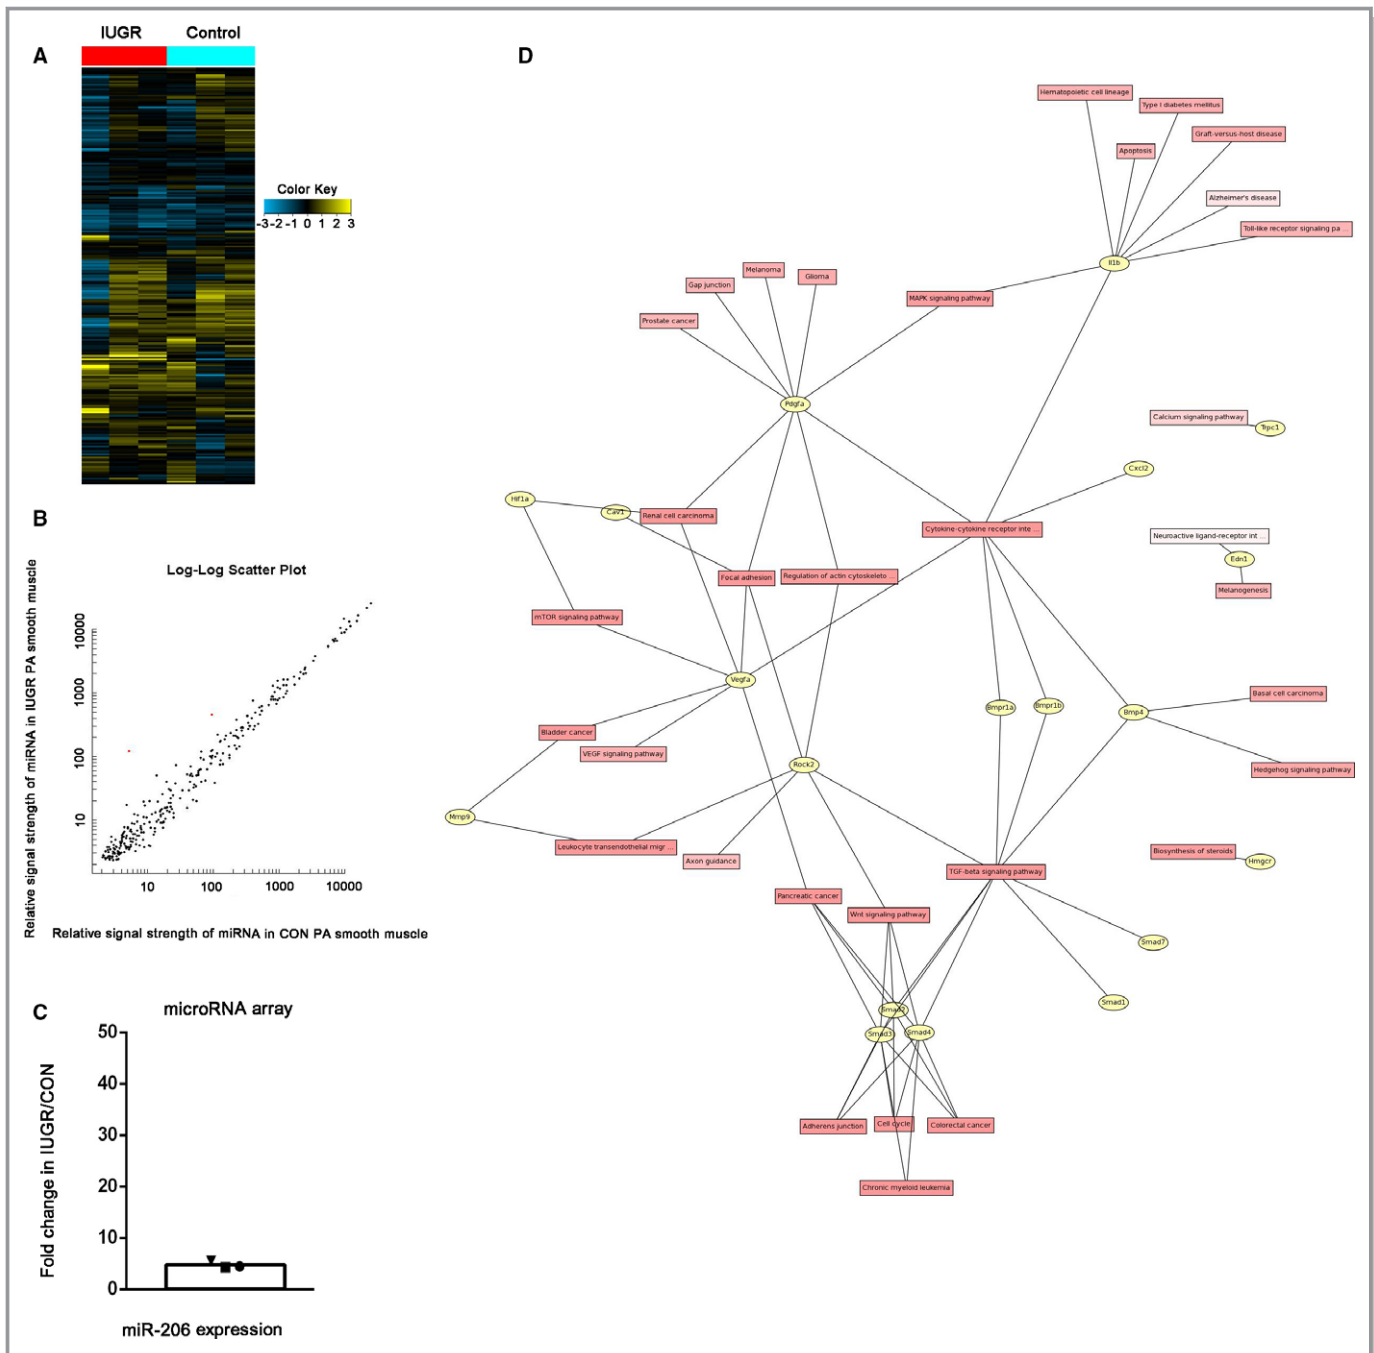 A
IUGR Control
Color Key
-3 -2 -1 0 1 2 3
B
Log-Log Scatter Plot
Relative signal strength of miRNA in IUGR PA smooth muscle
10000
1000
100
10
10 100 1000 10000
Relative signal strength of miRNA in CON PA smooth muscle
C
microRNA array
Fold change in IUGR/CON
50
40
30
20
10
0
miR-206 expression
D
Hematopoietic cell lineage
Type I diabetes mellitus
Graft-versus-host disease
Apoptosis
Alzheimer's disease
Toll-like receptor signaling pa ...
Il1b
Melanoma
Glioma
Gap junction
MAPK signaling pathway
Prostate cancer
Pdgfa
Calcium signaling pathway
Trpc1
Cxcl2
Hif1a
Cav1
Renal cell carcinoma
Cytokine-cytokine receptor inte ...
Neuroactive ligand-receptor int ...
Edn1
Focal adhesion
Regulation of actin cytoskeleto ...
Melanogenesis
mTOR signaling pathway
Vegfa
Basal cell carcinoma
Bmpr1a
Bmpr1b
Bmp4
Bladder cancer
VEGF signaling pathway
Rock2
Hedgehog signaling pathway
Mmp9
Leukocyte transendothelial migr ...
Axon guidance
Biosynthesis of steroids
Hmgcr
TGF-beta signaling pathway
Pancreatic cancer
Wnt signaling pathway
Smad7
Smad1
Smad2
Smad3
Smad4
Adherens junction
Cell cycle
Colorectal cancer
Chronic myeloid leukemia